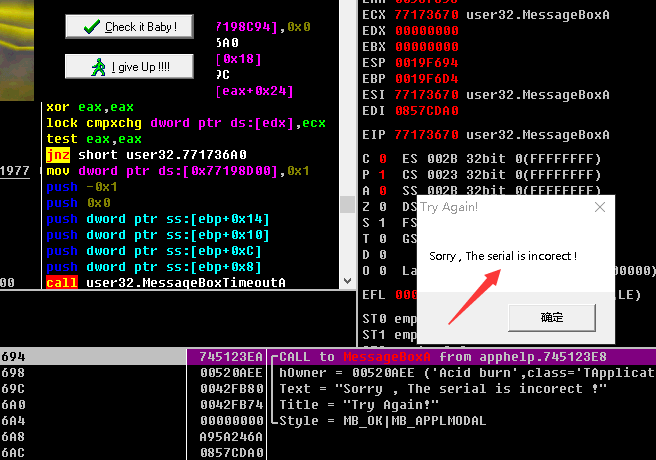 Check it Baby !
I give Up !!!!
77198C94],0x0
6A0
[0x18]
9C
[eax+0x24]
xor eax,eax
lock cmpxchg dword ptr ds:[edx],ecx
test eax,eax
jnz short user32.771736A0
1977 mov dword ptr ds:[0x77198D00],0x1
push -0x1
push 0x0
push dword ptr ss:[ebp+0x14]
push dword ptr ss:[ebp+0x10]
push dword ptr ss:[ebp+0xC]
push dword ptr ss:[ebp+0x8]
00 call user32.MessageBoxTimeoutA
ECX 77173670 user32.MessageBoxA
EDX 00000000
EBX 00000000
ESP 0019F694
EBP 0019F6D4
ESI 77173670 user32.MessageBoxA
EDI 0857CDA0
EIP 77173670 user32.MessageBoxA
C 0 ES 002B 32bit 0(FFFFFFFF)
P 1 CS 0023 32bit 0(FFFFFFFF)
A 0 SS 002B 32bit 0(FFFFFFFF)
Z 0 DS
S 1 FS
T 0 GS
D 0
O 0 La 00000)
EFL 000 LE)
ST0 emp
ST1 emp
Try Again!
Sorry , The serial is incorect !
确定
694 745123EA CALL to MessageBoxA from apphelp.745123E8
698 00520AEE hOwner = 00520AEE ('Acid burn',class='TApplicat
69C 0042FB80 Text = "Sorry , The serial is incorect !"
6A0 0042FB74 Title = "Try Again!"
6A4 00000000 Style = MB_OK|MB_APPLMODAL
6A8 A95A246A
6AC 0857CDA0